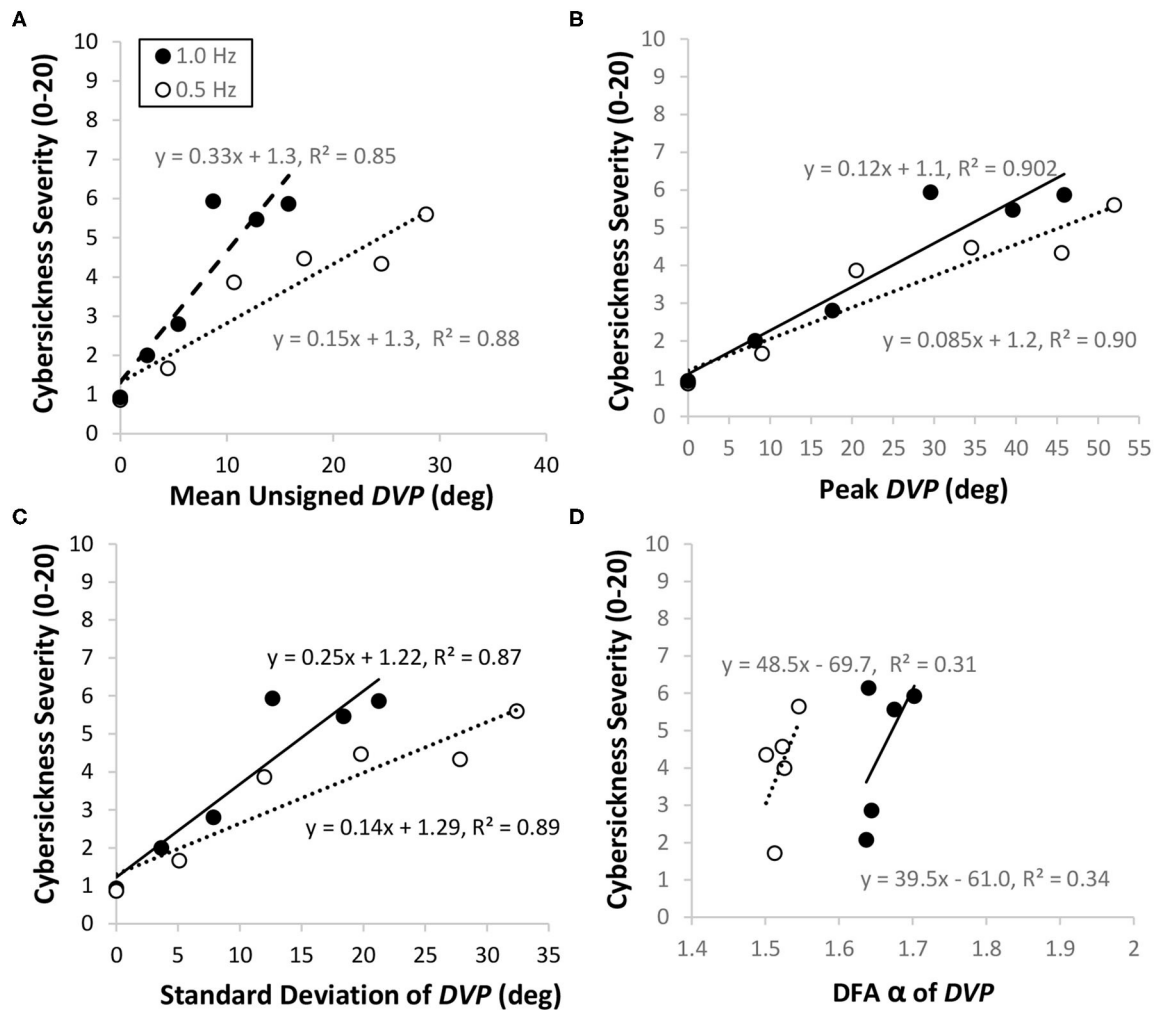 A
Cybersickness Severity (0-20)
10
9
8
7
6
5
4
3
2
1
0
1.0 Hz
0.5 Hz
y = 0.33x + 1.3, R² = 0.85
y = 0.15x + 1.3, R² = 0.88
0 10 20 30 40
Mean Unsigned DVP (deg)
B
Cybersickness Severity (0-20)
10
9
8
7
6
5
4
3
2
1
0
y = 0.12x + 1.1, R² = 0.902
y = 0.085x + 1.2, R² = 0.90
0 5 10 15 20 25 30 35 40 45 50 55
Peak DVP (deg)
C
Cybersickness Severity (0-20)
10
9
8
7
6
5
4
3
2
1
0
y = 0.25x + 1.22, R² = 0.87
y = 0.14x + 1.29, R² = 0.89
0 5 10 15 20 25 30 35
Standard Deviation of DVP (deg)
D
Cybersickness Severity (0-20)
10
9
8
7
6
5
4
3
2
1
0
y = 48.5x - 69.7, R² = 0.31
y = 39.5x - 61.0, R² = 0.34
1.4 1.5 1.6 1.7 1.8 1.9 2
DFA α of DVP